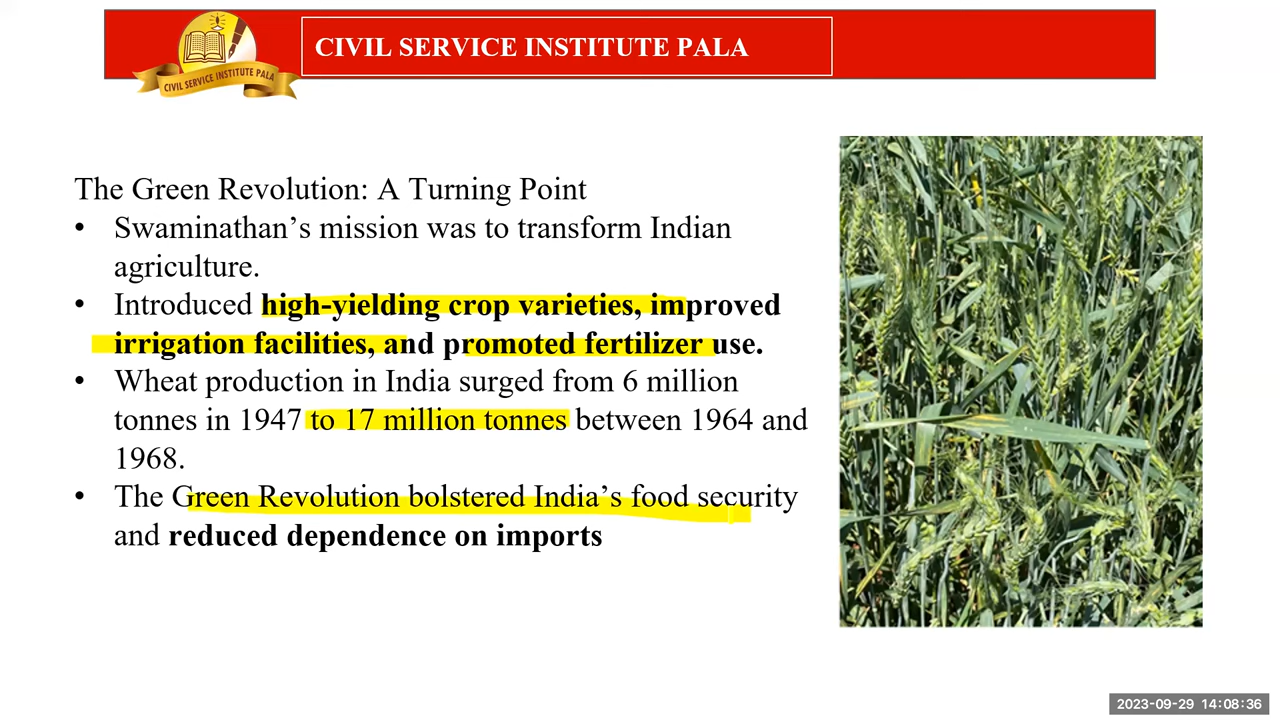 CIVIL SERVICE INSTITUTE PALA
CIVIL SERVICE INSTITUTE PALA
The Green Revolution: A Turning Point
• Swaminathan’s mission was to transform Indian
agriculture.
• Introduced high-yielding crop varieties, improved
irrigation facilities, and promoted fertilizer use.
• Wheat production in India surged from 6 million
tonnes in 1947 to 17 million tonnes between 1964 and
1968.
• The Green Revolution bolstered India’s food security
and reduced dependence on imports
2023-09-29 14:08:36